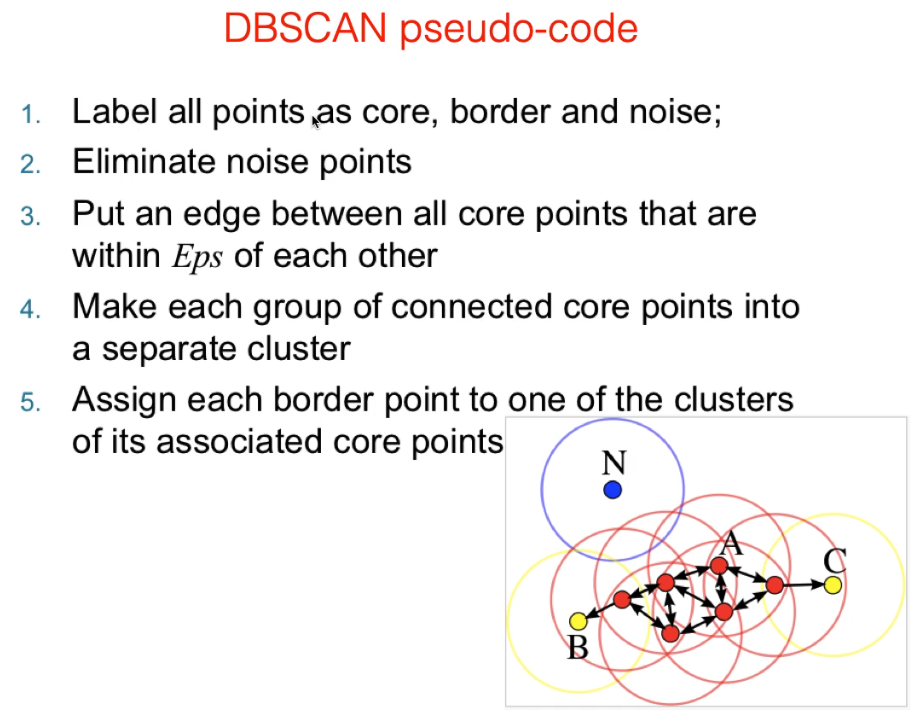 DBSCAN pseudo-code
1. Label all points as core, border and noise;
2. Eliminate noise points
3. Put an edge between all core points that are
within Eps of each other
4. Make each group of connected core points into
a separate cluster
5. Assign each border point to one of the clusters
of its associated core points
N
A
C
B